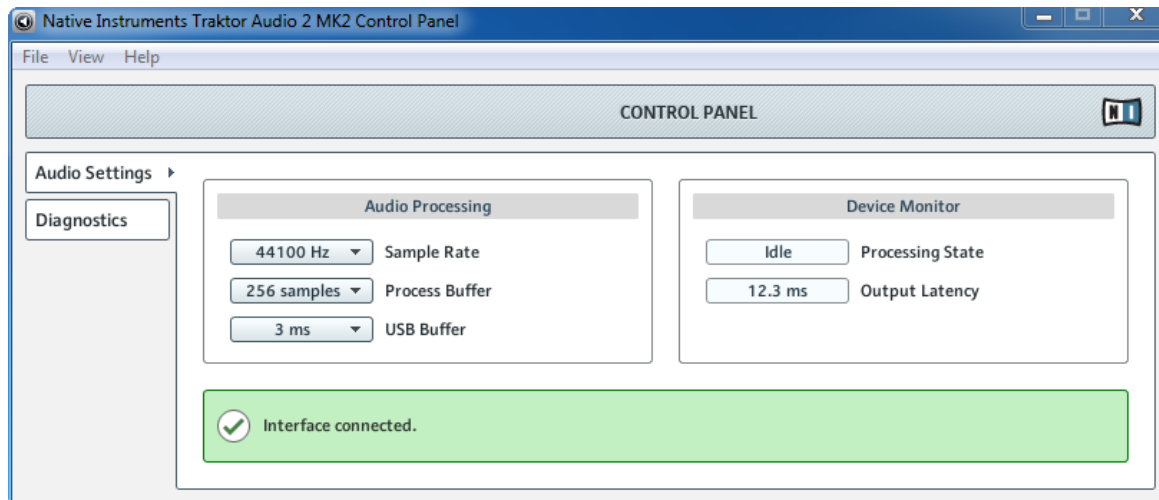 Native Instruments Traktor Audio 2 MK2 Control Panel
File View Help
CONTROL PANEL
NI
Audio Settings
Diagnostics
Audio Processing
44100 Hz Sample Rate
256 samples Process Buffer
3 ms USB Buffer
Device Monitor
Idle Processing State
12.3 ms Output Latency
Interface connected.